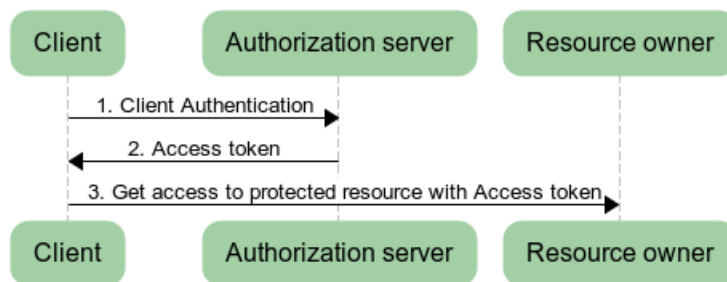 Client
Authorization server
Resource owner
1. Client Authentication
2. Access token
3. Get access to protected resource with Access token
Client
Authorization server
Resource owner